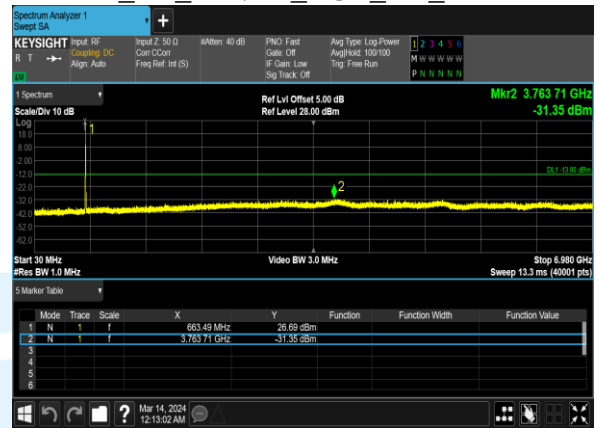 Spectrum Analyzer 1
Swept SA
+
KEYSIGHT Input: RF Input Z: 50 Ω #Atten: 40 dB PNO: Fast Avg Type: Log-Power 1 2 3 4 5 6
R T Coupling: DC Corr CCorr Gate: Off Avg|Hold: 100/100 M W W W W W
Align: Auto Freq Ref: Int (S) IF Gain: Low Trig: Free Run
Sig Track: Off P N N N N N
LV
1 Spectrum Ref Lvl Offset 5.00 dB Mkr2 3.763 71 GHz
Scale/Div 10 dB Ref Level 28.00 dBm -31.35 dBm
Log
1
18.0
8.00
-2.00
DL1 -13.00 dBm
-12.0
2
-22.0
-32.0
-42.0
-52.0
-62.0
Start 30 MHz Video BW 3.0 MHz Stop 6.980 GHz
#Res BW 1.0 MHz Sweep 13.3 ms (40001 pts)
5 Marker Table
Mode Trace Scale X Y Function Function Width Function Value
1 N 1 f 663.49 MHz 26.69 dBm
2 N 1 f 3.763 71 GHz -31.35 dBm
3
4
5
6
? Mar 14, 2024
12:13:02 AM